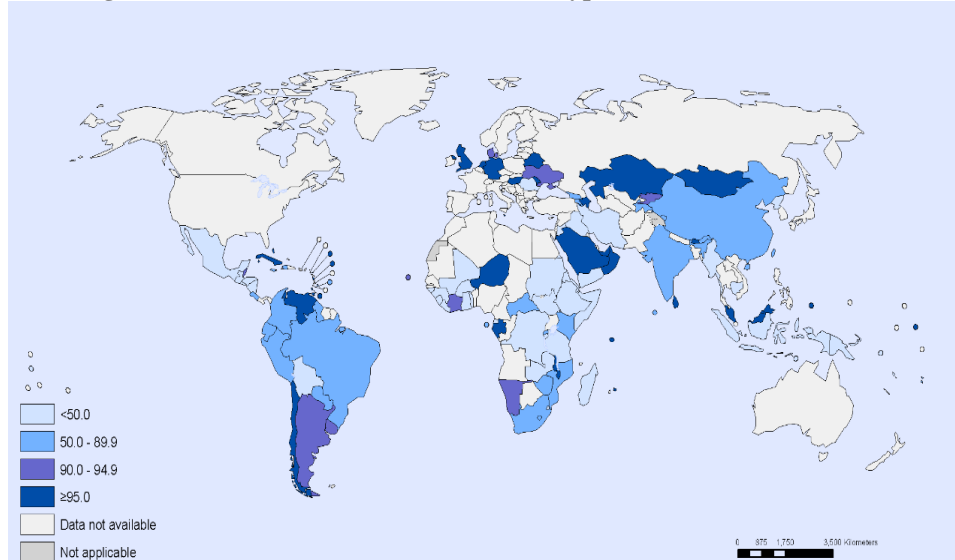 <50.0
50.0 - 89.9
90.0 - 94.9
≥95.0
Data not available
Not applicable
0 875 1,750 3,500 Kilometers